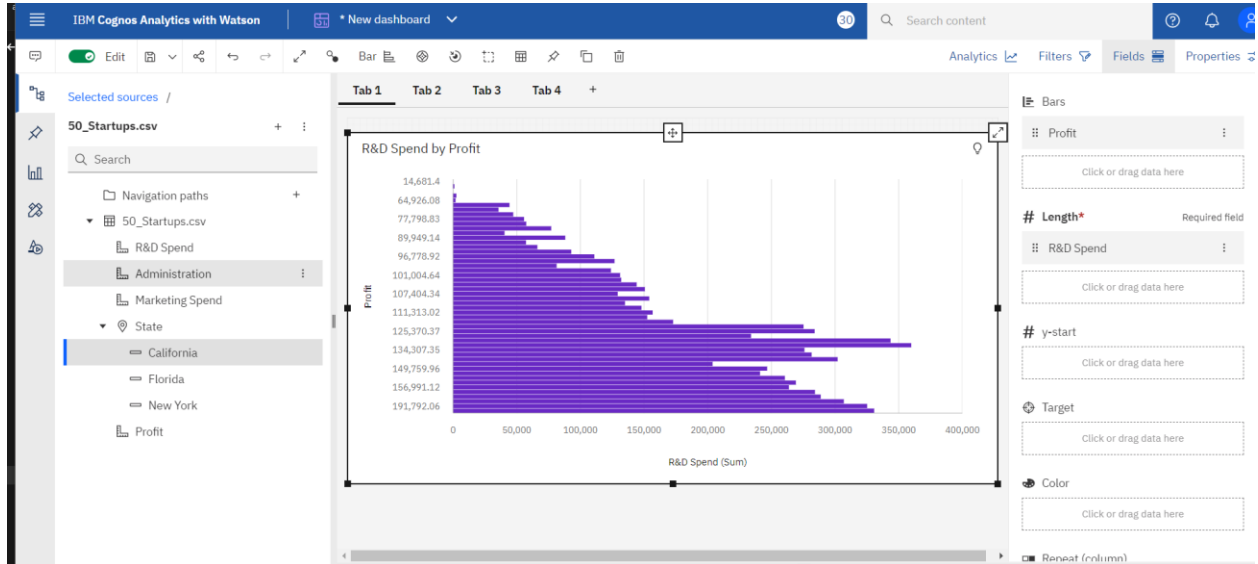 IBM Cognos Analytics with Watson
* New dashboard
30
Search content
Edit
Bar
Analytics
Filters
Fields
Properties
Selected sources /
50_Startups.csv
Search
Navigation paths
50_Startups.csv
R&D Spend
Administration
Marketing Spend
State
California
Florida
New York
Profit
Tab 1
Tab 2
Tab 3
Tab 4
R&D Spend by Profit
Profit
14,681.4
64,926.08
77,798.83
89,949.14
96,778.92
101,004.64
107,404.34
111,313.02
125,370.37
134,307.35
149,759.96
156,991.12
191,792.06
0
50,000
100,000
150,000
200,000
250,000
300,000
350,000
400,000
R&D Spend (Sum)
Bars
Profit
Click or drag data here
# Length*
Required field
R&D Spend
Click or drag data here
# y-start
Click or drag data here
Target
Click or drag data here
Color
Click or drag data here
Repeat (column)